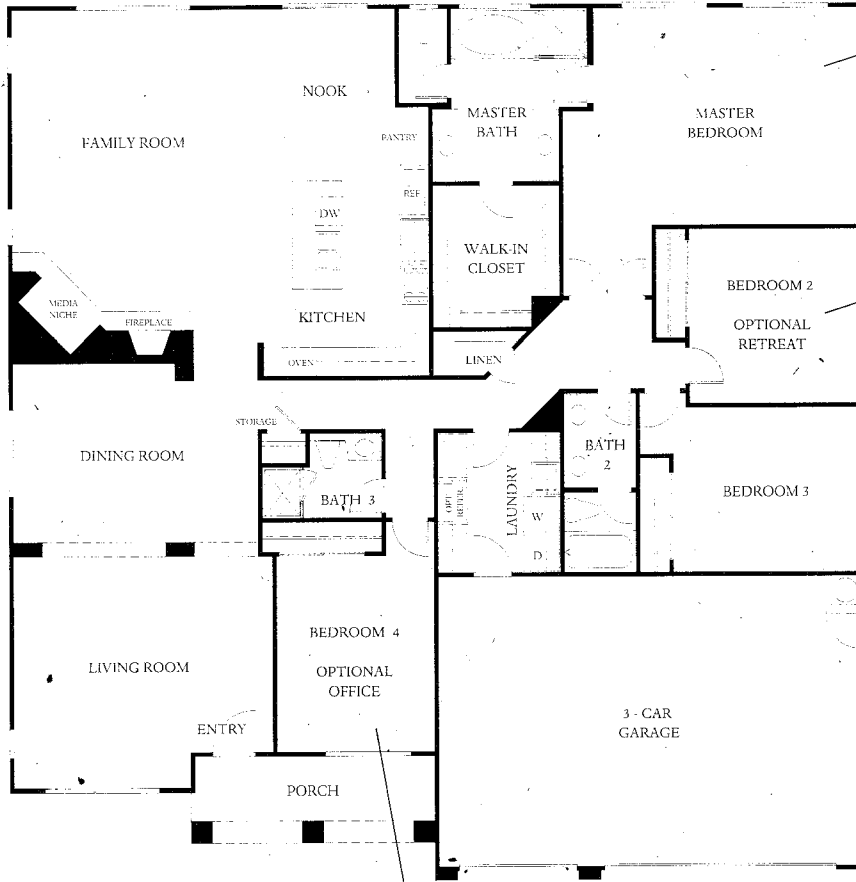 NOOK
MASTER
BATH
MASTER
BEDROOM
FAMILY ROOM
PANTRY
REF
DW
WALK-IN
CLOSET
BEDROOM 2
OPTIONAL
RETREAT
MEDIA
NICHE
FIREPLACE
KITCHEN
OVEN
LINEN
STORAGE
DINING ROOM
BATH 3
OPT
REFER.
LAUNDRY
W
D
BATH
2
BEDROOM 3
BEDROOM 4
OPTIONAL
OFFICE
LIVING ROOM
ENTRY
3 - CAR
GARAGE
PORCH